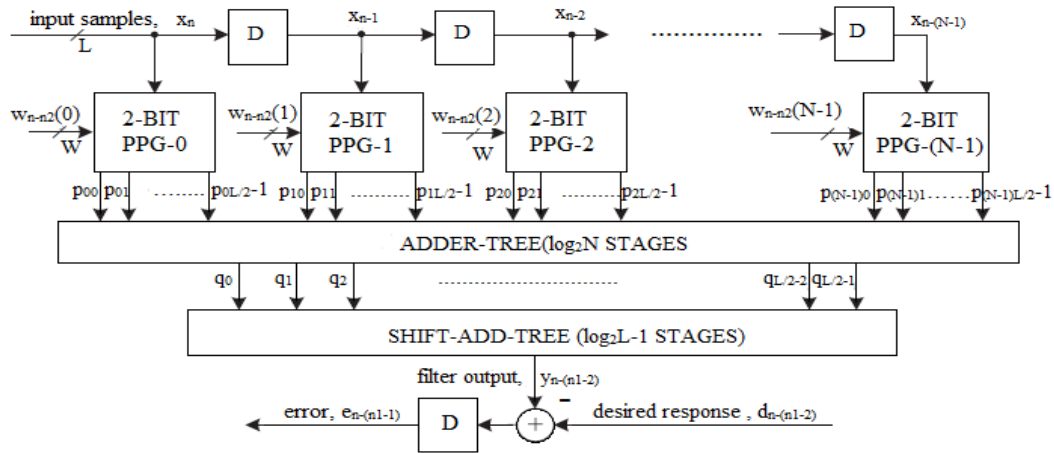 input samples, xn xn-1 xn-2 xn-(N-1)
L D D D
wn-n2(0) wn-n2(1) wn-n2(2) wn-n2(N-1)
W W W W
2-BIT PPG-0
2-BIT PPG-1
2-BIT PPG-2
2-BIT PPG-(N-1)
p00 p01 ........ p0L/2-1 p10 p11 ........ p1L/2-1 p20 p21 ........ p2L/2-1 p(N-1)0 p(N-1)1 ....... p(N-1)L/2-1
ADDER-TREE(log2N STAGES
q0 q1 q2 qL/2-2 qL/2-1
SHIFT-ADD-TREE (log2L-1 STAGES)
filter output, yn-(n1-2)
−
error, en-(n1-1) D + desired response , dn-(n1-2)